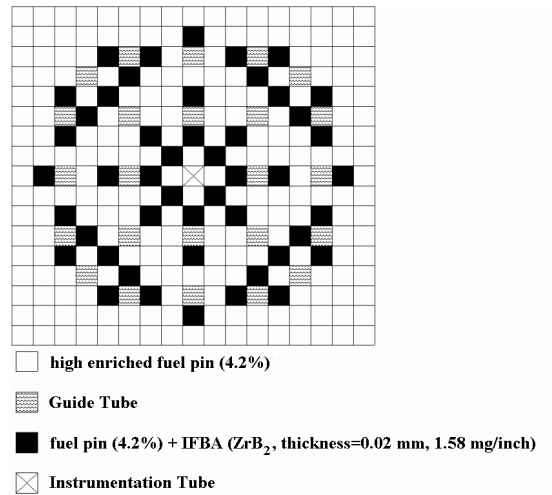 high enriched fuel pin (4.2%)
Guide Tube
fuel pin (4.2%) + IFBA (ZrB2, thickness=0.02 mm, 1.58 mg/inch)
Instrumentation Tube